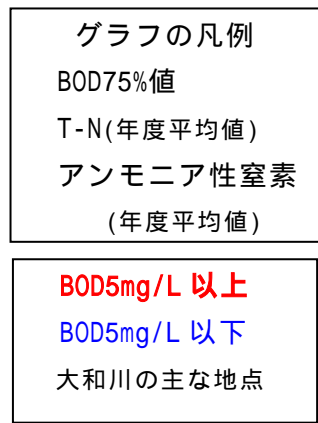 グラフの凡例
BOD75%値
T-N(年度平均値)
アンモニア性窒素
(年度平均値)
BOD5mg/L 以上
BOD5mg/L 以下
大和川の主な地点